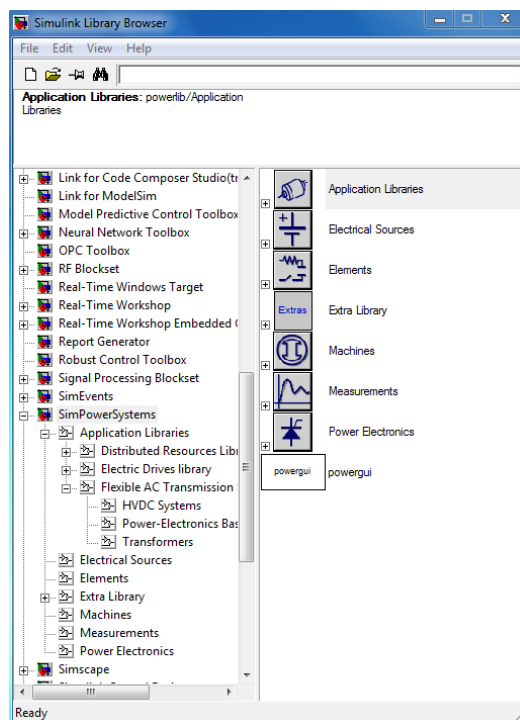 Simulink Library Browser
File Edit View Help
Application Libraries: powerlib/Application
Libraries
Link for Code Composer Studio(tr
Link for ModelSim
Model Predictive Control Toolbox
Neural Network Toolbox
OPC Toolbox
RF Blockset
Real-Time Windows Target
Real-Time Workshop
Real-Time Workshop Embedded C
Report Generator
Robust Control Toolbox
Signal Processing Blockset
SimEvents
SimPowerSystems
Application Libraries
Distributed Resources Libr
Electric Drives library
Flexible AC Transmission
HVDC Systems
Power-Electronics Bas
Transformers
Electrical Sources
Elements
Extra Library
Machines
Measurements
Power Electronics
Simscape
Application Libraries
Electrical Sources
Elements
Extras Extra Library
Machines
Measurements
Power Electronics
powergui powergui
Ready